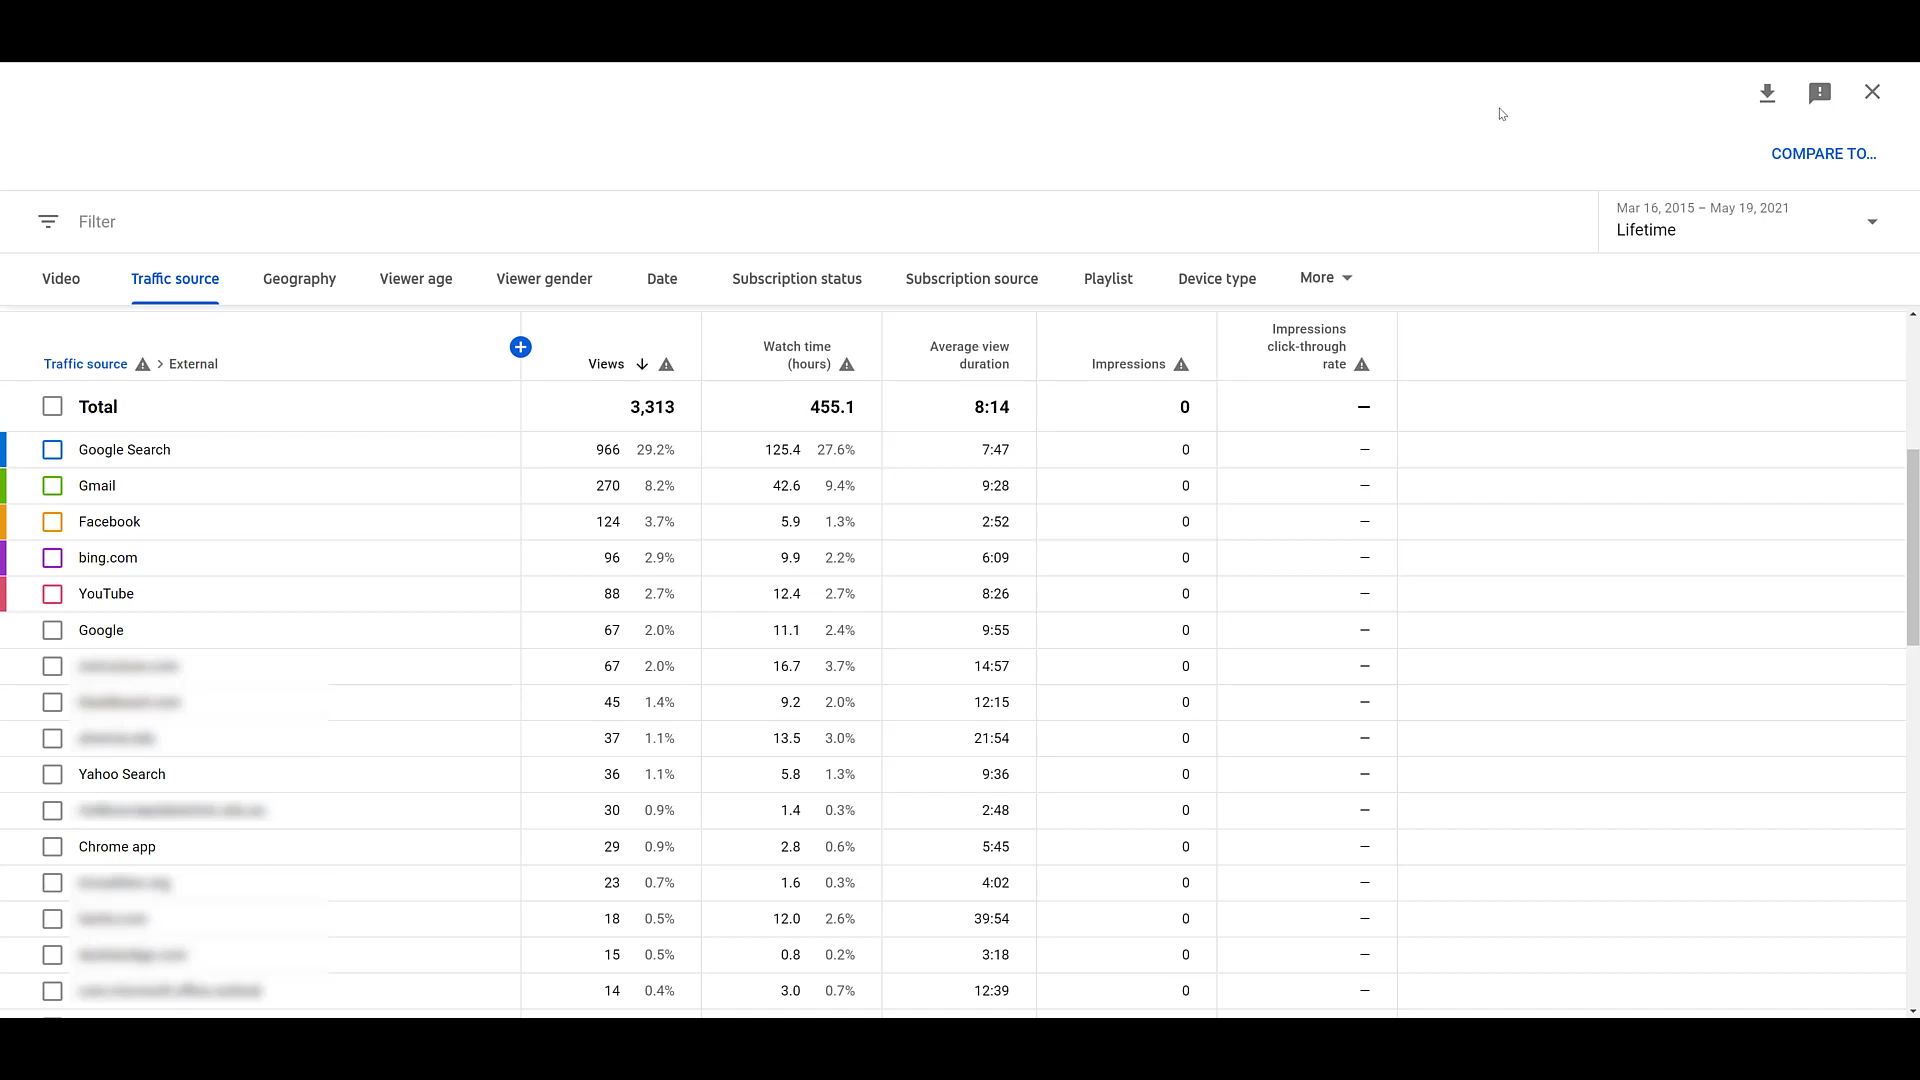 COMPARE TO...
Filter
Mar 16, 2015 – May 19, 2021
Lifetime
Video Traffic source Geography Viewer age Viewer gender Date Subscription status Subscription source Playlist Device type More
Traffic source > External
Views
Watch time (hours)
Average view duration
Impressions
Impressions click-through rate
Total 3,313 455.1 8:14 0 —
Google Search 966 29.2% 125.4 27.6% 7:47 0 —
Gmail 270 8.2% 42.6 9.4% 9:28 0 —
Facebook 124 3.7% 5.9 1.3% 2:52 0 —
bing.com 96 2.9% 9.9 2.2% 6:09 0 —
YouTube 88 2.7% 12.4 2.7% 8:26 0 —
Google 67 2.0% 11.1 2.4% 9:55 0 —
67 2.0% 16.7 3.7% 14:57 0 —
45 1.4% 9.2 2.0% 12:15 0 —
37 1.1% 13.5 3.0% 21:54 0 —
Yahoo Search 36 1.1% 5.8 1.3% 9:36 0 —
30 0.9% 1.4 0.3% 2:48 0 —
Chrome app 29 0.9% 2.8 0.6% 5:45 0 —
23 0.7% 1.6 0.3% 4:02 0 —
18 0.5% 12.0 2.6% 39:54 0 —
15 0.5% 0.8 0.2% 3:18 0 —
14 0.4% 3.0 0.7% 12:39 0 —